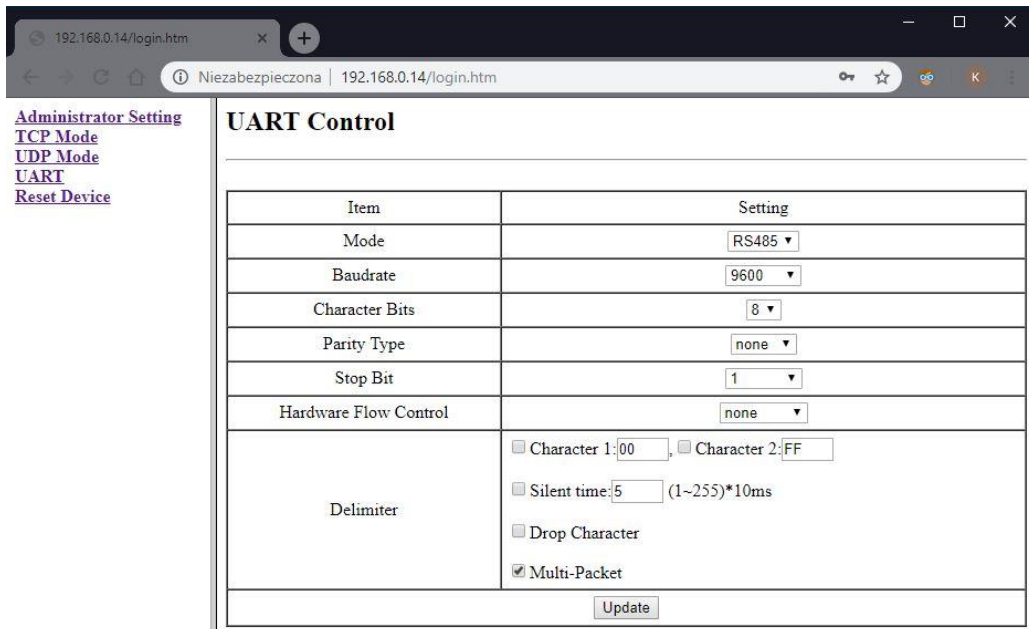 192.168.0.14/login.htm
Niezabezpieczona | 192.168.0.14/login.htm
K
Administrator Setting
TCP Mode
UDP Mode
UART
Reset Device
UART Control
Item Setting
Mode RS485
Baudrate 9600
Character Bits 8
Parity Type none
Stop Bit 1
Hardware Flow Control none
Delimiter
Character 1:00 , Character 2:FF
Silent time:5 (1~255)*10ms
Drop Character
Multi-Packet
Update